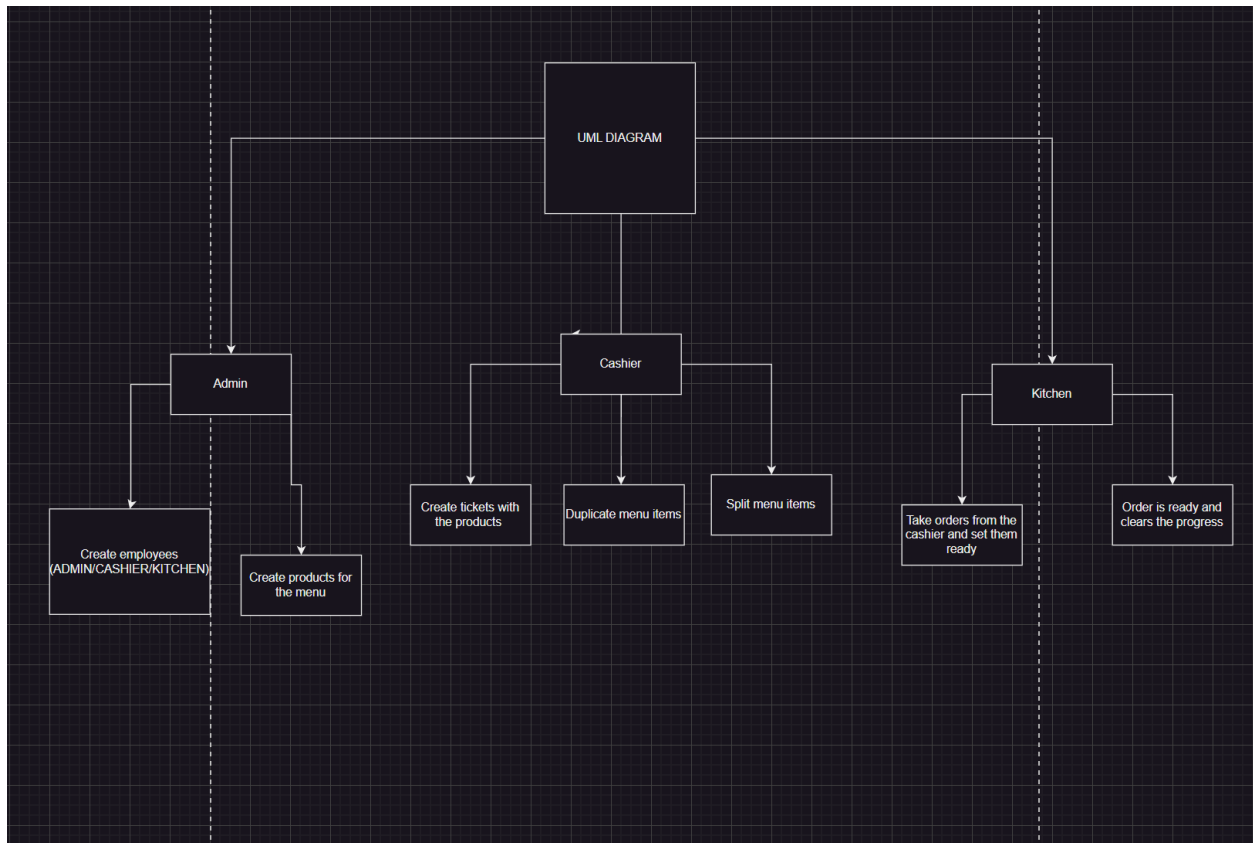 UML DIAGRAM
Admin
Cashier
Kitchen
Create employees
(ADMIN/CASHIER/KITCHEN)
Create products for
the menu
Create tickets with
the products
Duplicate menu items
Split menu items
Take orders from the
cashier and set them
ready
Order is ready and
clears the progress